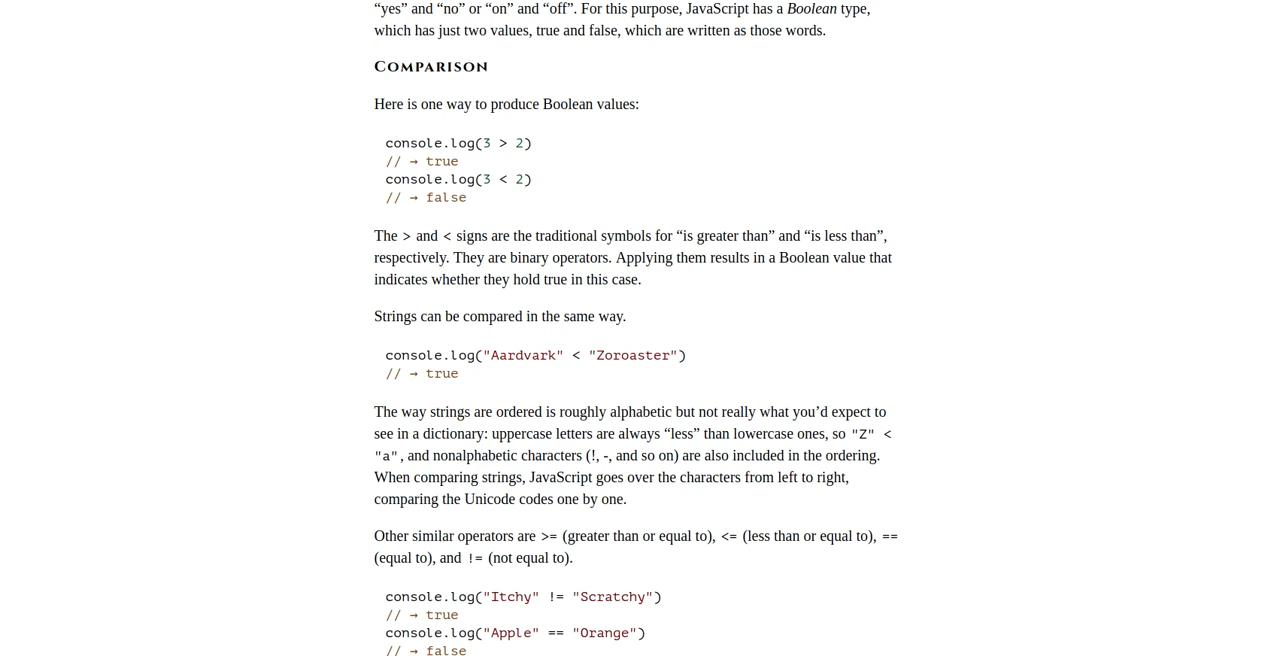 “yes” and “no” or “on” and “off”. For this purpose, JavaScript has a Boolean type,
which has just two values, true and false, which are written as those words.
Comparison
Here is one way to produce Boolean values:
console.log(3 > 2)
// → true
console.log(3 < 2)
// → false
The > and < signs are the traditional symbols for “is greater than” and “is less than”,
respectively. They are binary operators. Applying them results in a Boolean value that
indicates whether they hold true in this case.
Strings can be compared in the same way.
console.log("Aardvark" < "Zoroaster")
// → true
The way strings are ordered is roughly alphabetic but not really what you’d expect to
see in a dictionary: uppercase letters are always “less” than lowercase ones, so "Z" <
"a", and nonalphabetic characters (!, -, and so on) are also included in the ordering.
When comparing strings, JavaScript goes over the characters from left to right,
comparing the Unicode codes one by one.
Other similar operators are >= (greater than or equal to), <= (less than or equal to), ==
(equal to), and != (not equal to).
console.log("Itchy" != "Scratchy")
// → true
console.log("Apple" == "Orange")
// → false